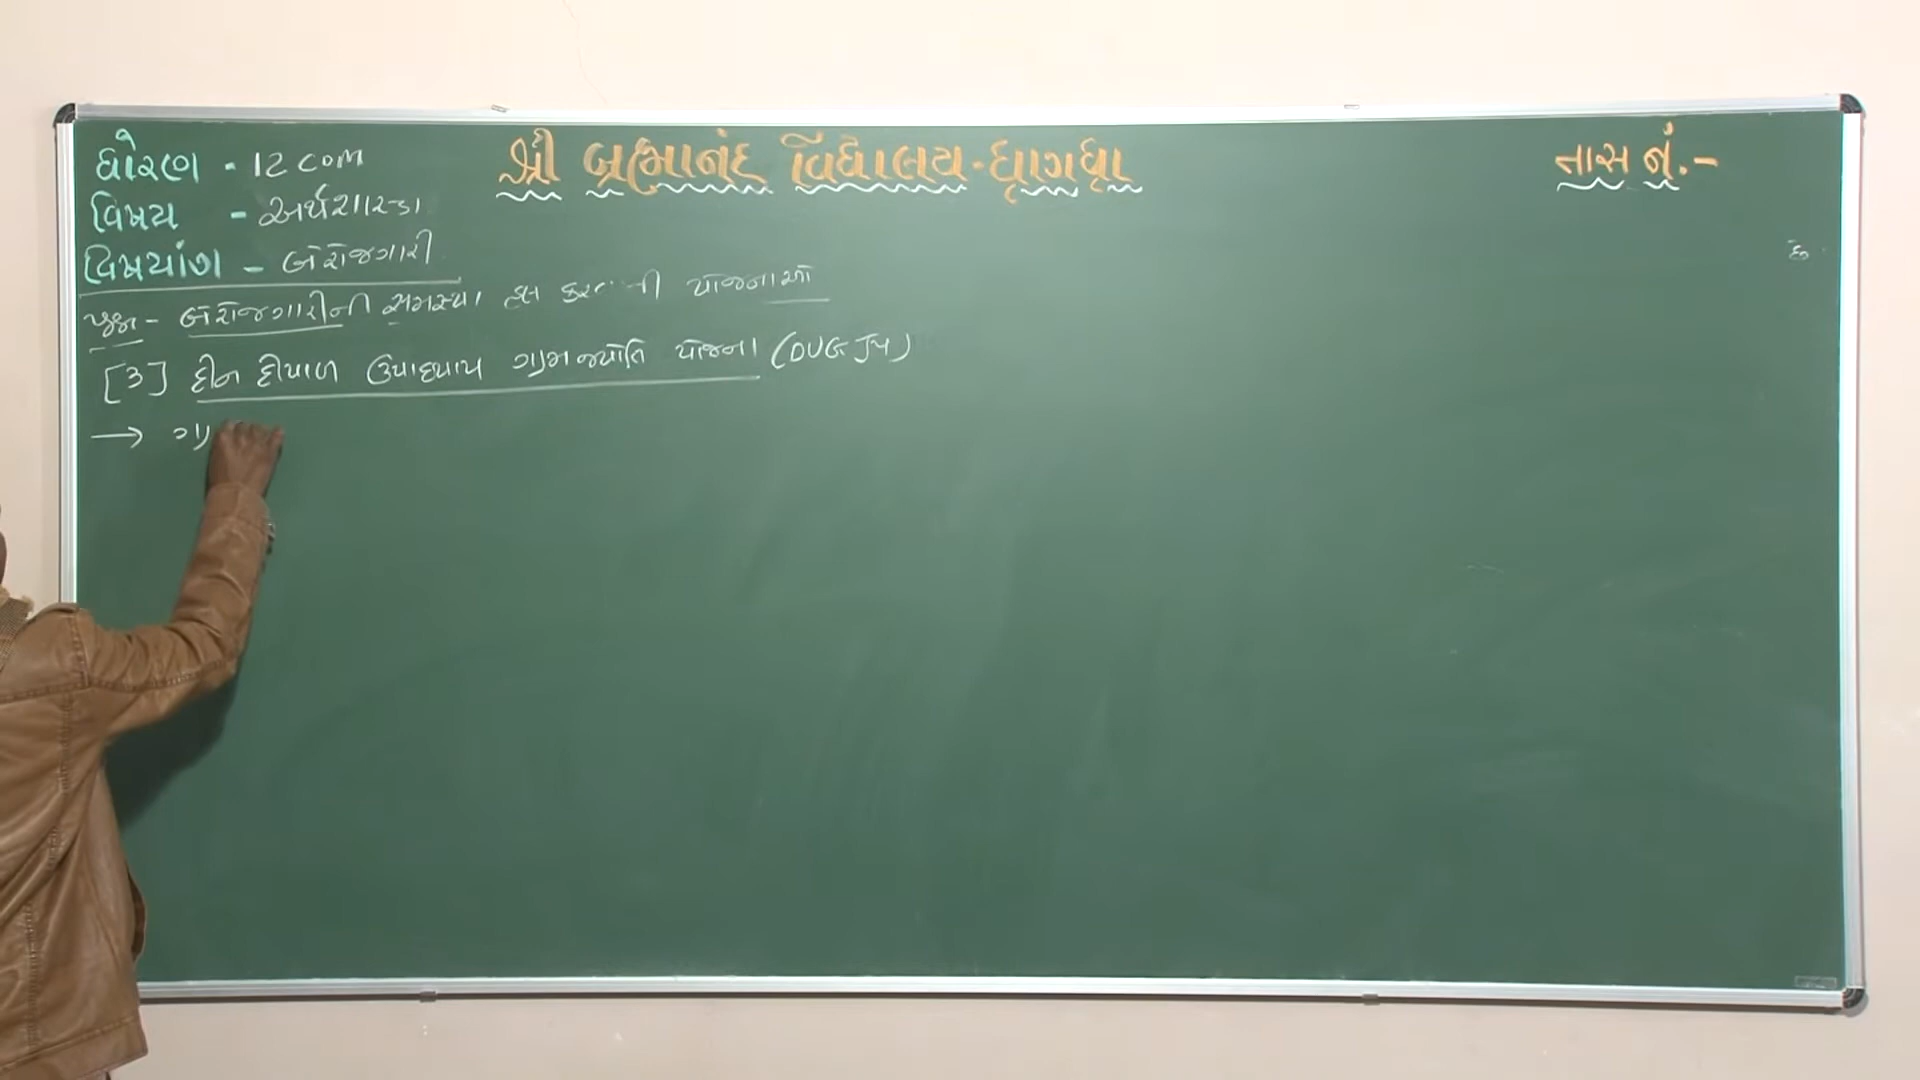 શ્રી બ્રહ્માનંદ વિદ્યાલય - ધ્રાંગધ્રા
તાસ નં. -
ધોરણ - 12 COM
વિષય - અર્થશાસ્ત્ર
વિષયાંગ - બેરોજગારી
પ્રશ્ન - બેરોજગારીની સમસ્યા હલ કરવાની યોજનાઓ
[3] દીન દીયાળ ઉપાધ્યાય ગ્રામજ્યોતિ યોજના (DUGJY)
→ ગ્રા